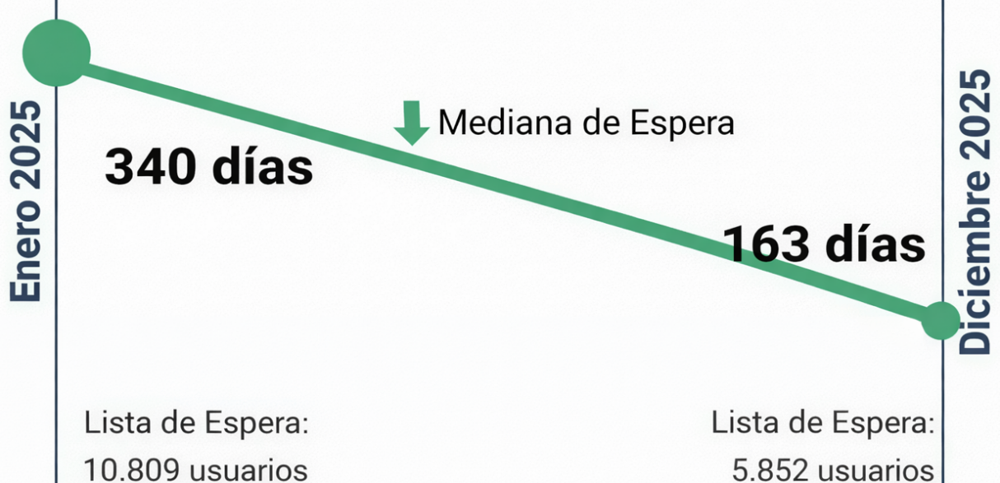 Enero 2025
340 días
Mediana de Espera
163 días
Diciembre 2025
Lista de Espera:
10.809 usuarios
Lista de Espera:
5.852 usuarios